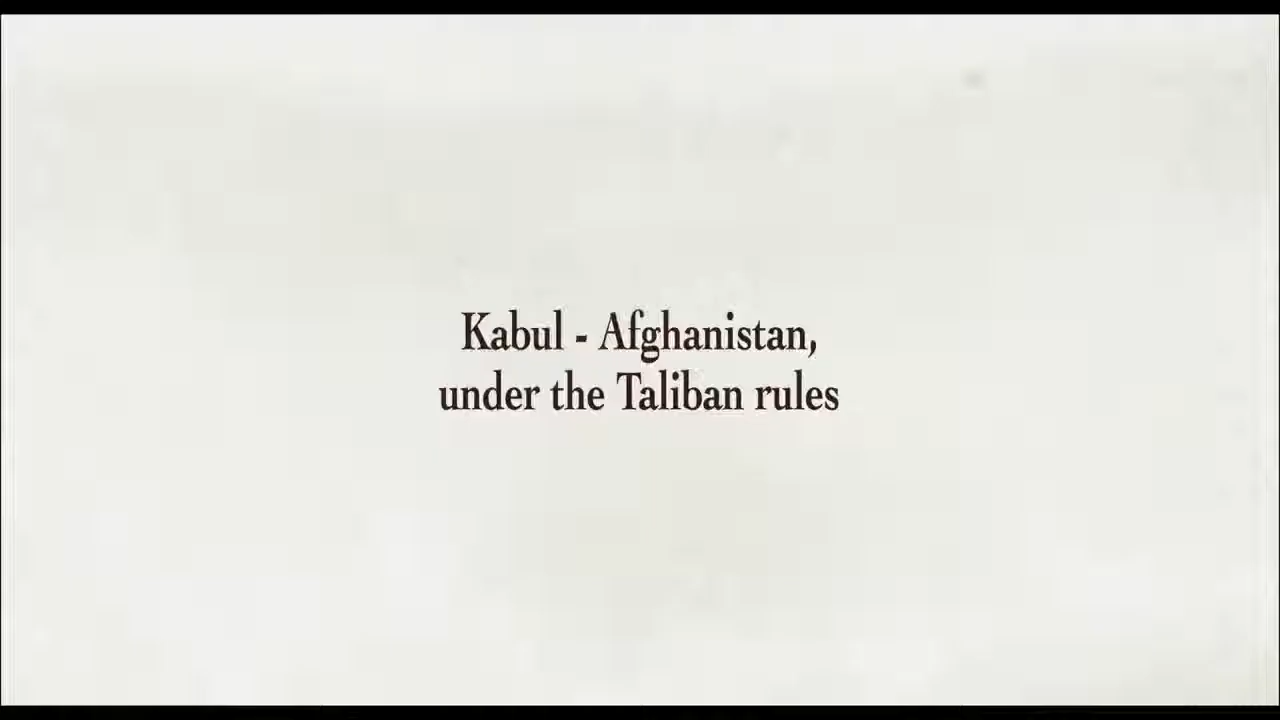 Kabul - Afghanistan,
under the Taliban rules